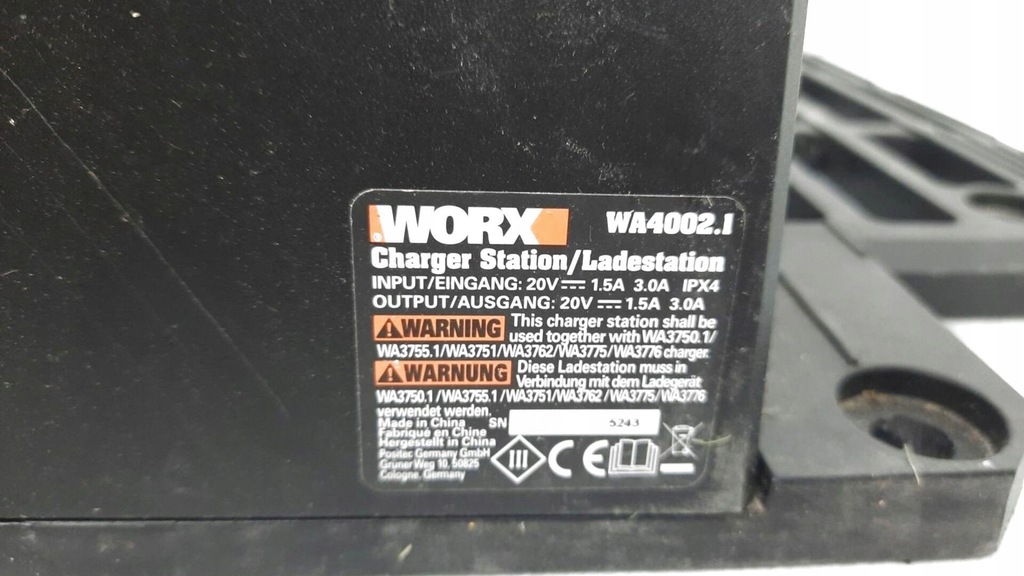 WORX WA4002.1
Charger Station/Ladestation
INPUT/EINGANG: 20V 1.5A 3.0A IPX4
OUTPUT/AUSGANG: 20V 1.5A 3.0A
WARNING This charger station shall be
used together with WA3750.1/
WA3755.1/WA3751/WA3762/WA3775/WA3776 charger.
WARNUNG Diese Ladestation muss in
Verbindung mit dem Ladegerät
WA3750.1/WA3755.1/WA3751/WA3762/WA3775/WA3776
verwendet werden.
Made in China SN 5243
Fabriqué en Chine
Hergestellt in China
Positec Germany GmbH
Grüner Weg 10, 50825
Cologne, Germany
III CE